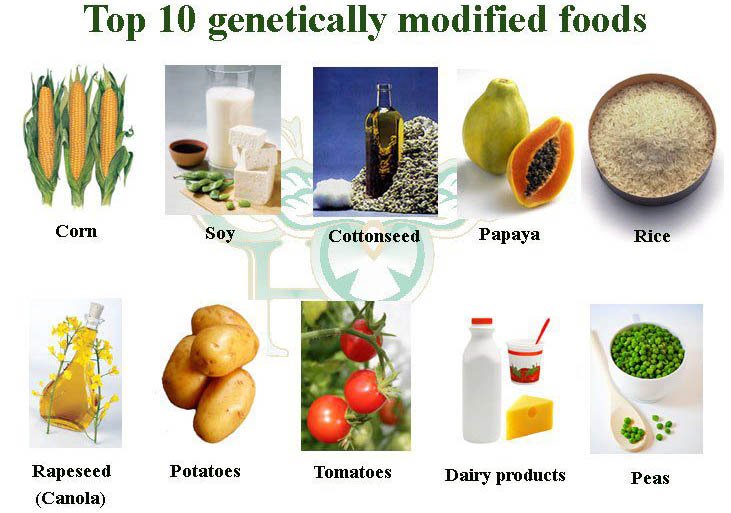 Top 10 genetically modified foods
Corn
Soy
Cottonseed
Papaya
Rice
Rapeseed
(Canola)
Potatoes
Tomatoes
Dairy products
Peas